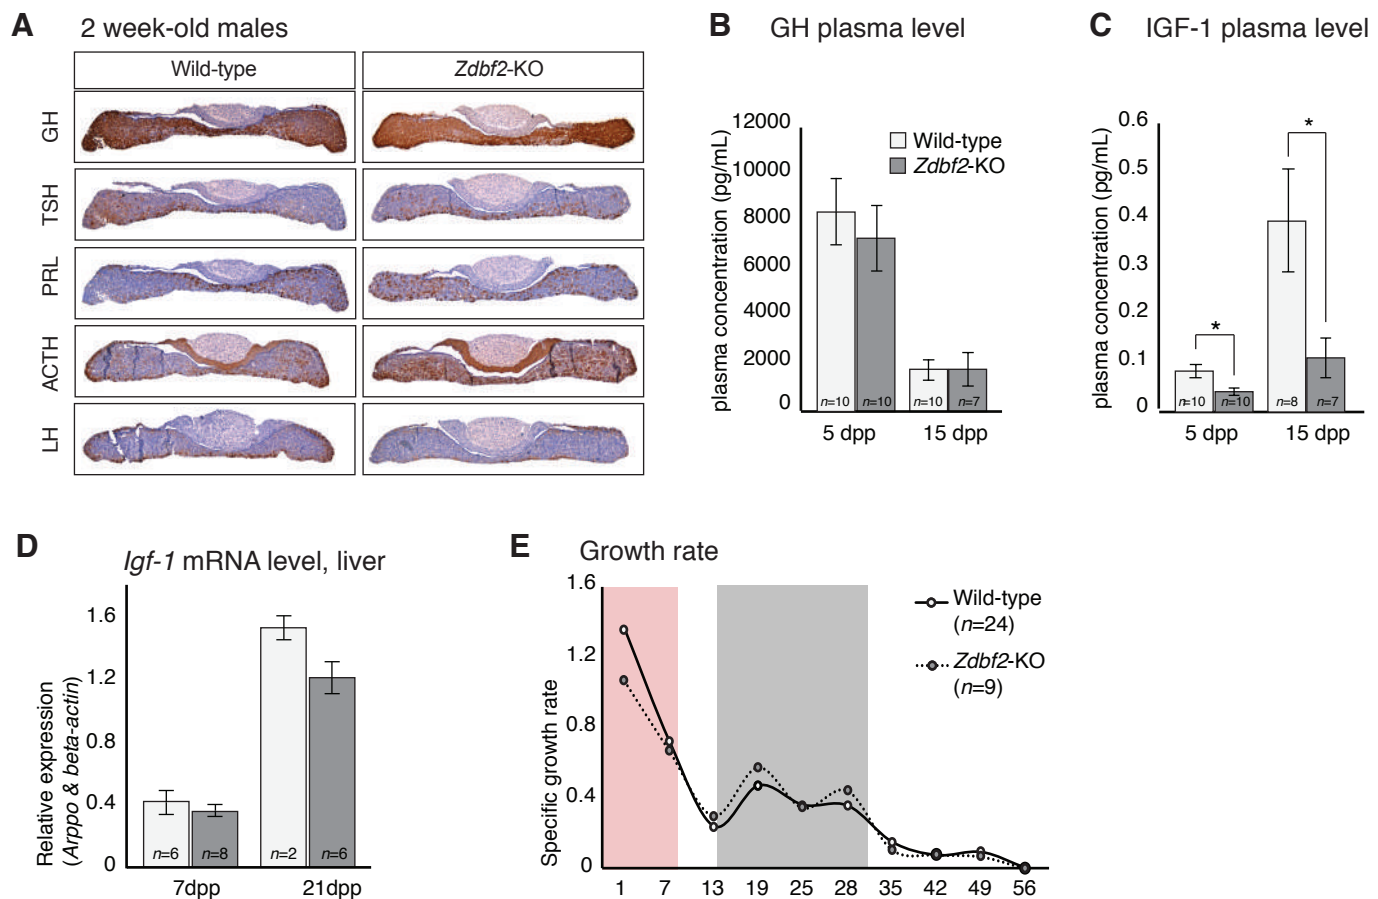 A 2 week-old males
Wild-type
Zdbf2-KO
GH
TSH
PRL
ACTH
LH
B GH plasma level
plasma concentration (pg/mL)
12000
10000
8000
6000
4000
2000
0
Wild-type
Zdbf2-KO
n=10
n=10
n=10
n=7
5 dpp
15 dpp
C IGF-1 plasma level
plasma concentration (pg/mL)
0.6
0.5
0.4
0.3
0.2
0.1
0
*
*
n=10
n=10
n=8
n=7
5 dpp
15 dpp
D Igf-1 mRNA level, liver
Relative expression
(Arppo & beta-actin)
1.6
1.2
0.8
0.4
0
n=6
n=8
n=2
n=6
7dpp
21dpp
E Growth rate
Specific growth rate
1.6
1.2
0.8
0.4
0
Wild-type
(n=24)
Zdbf2-KO
(n=9)
1 7 13 19 25 28 35 42 49 56